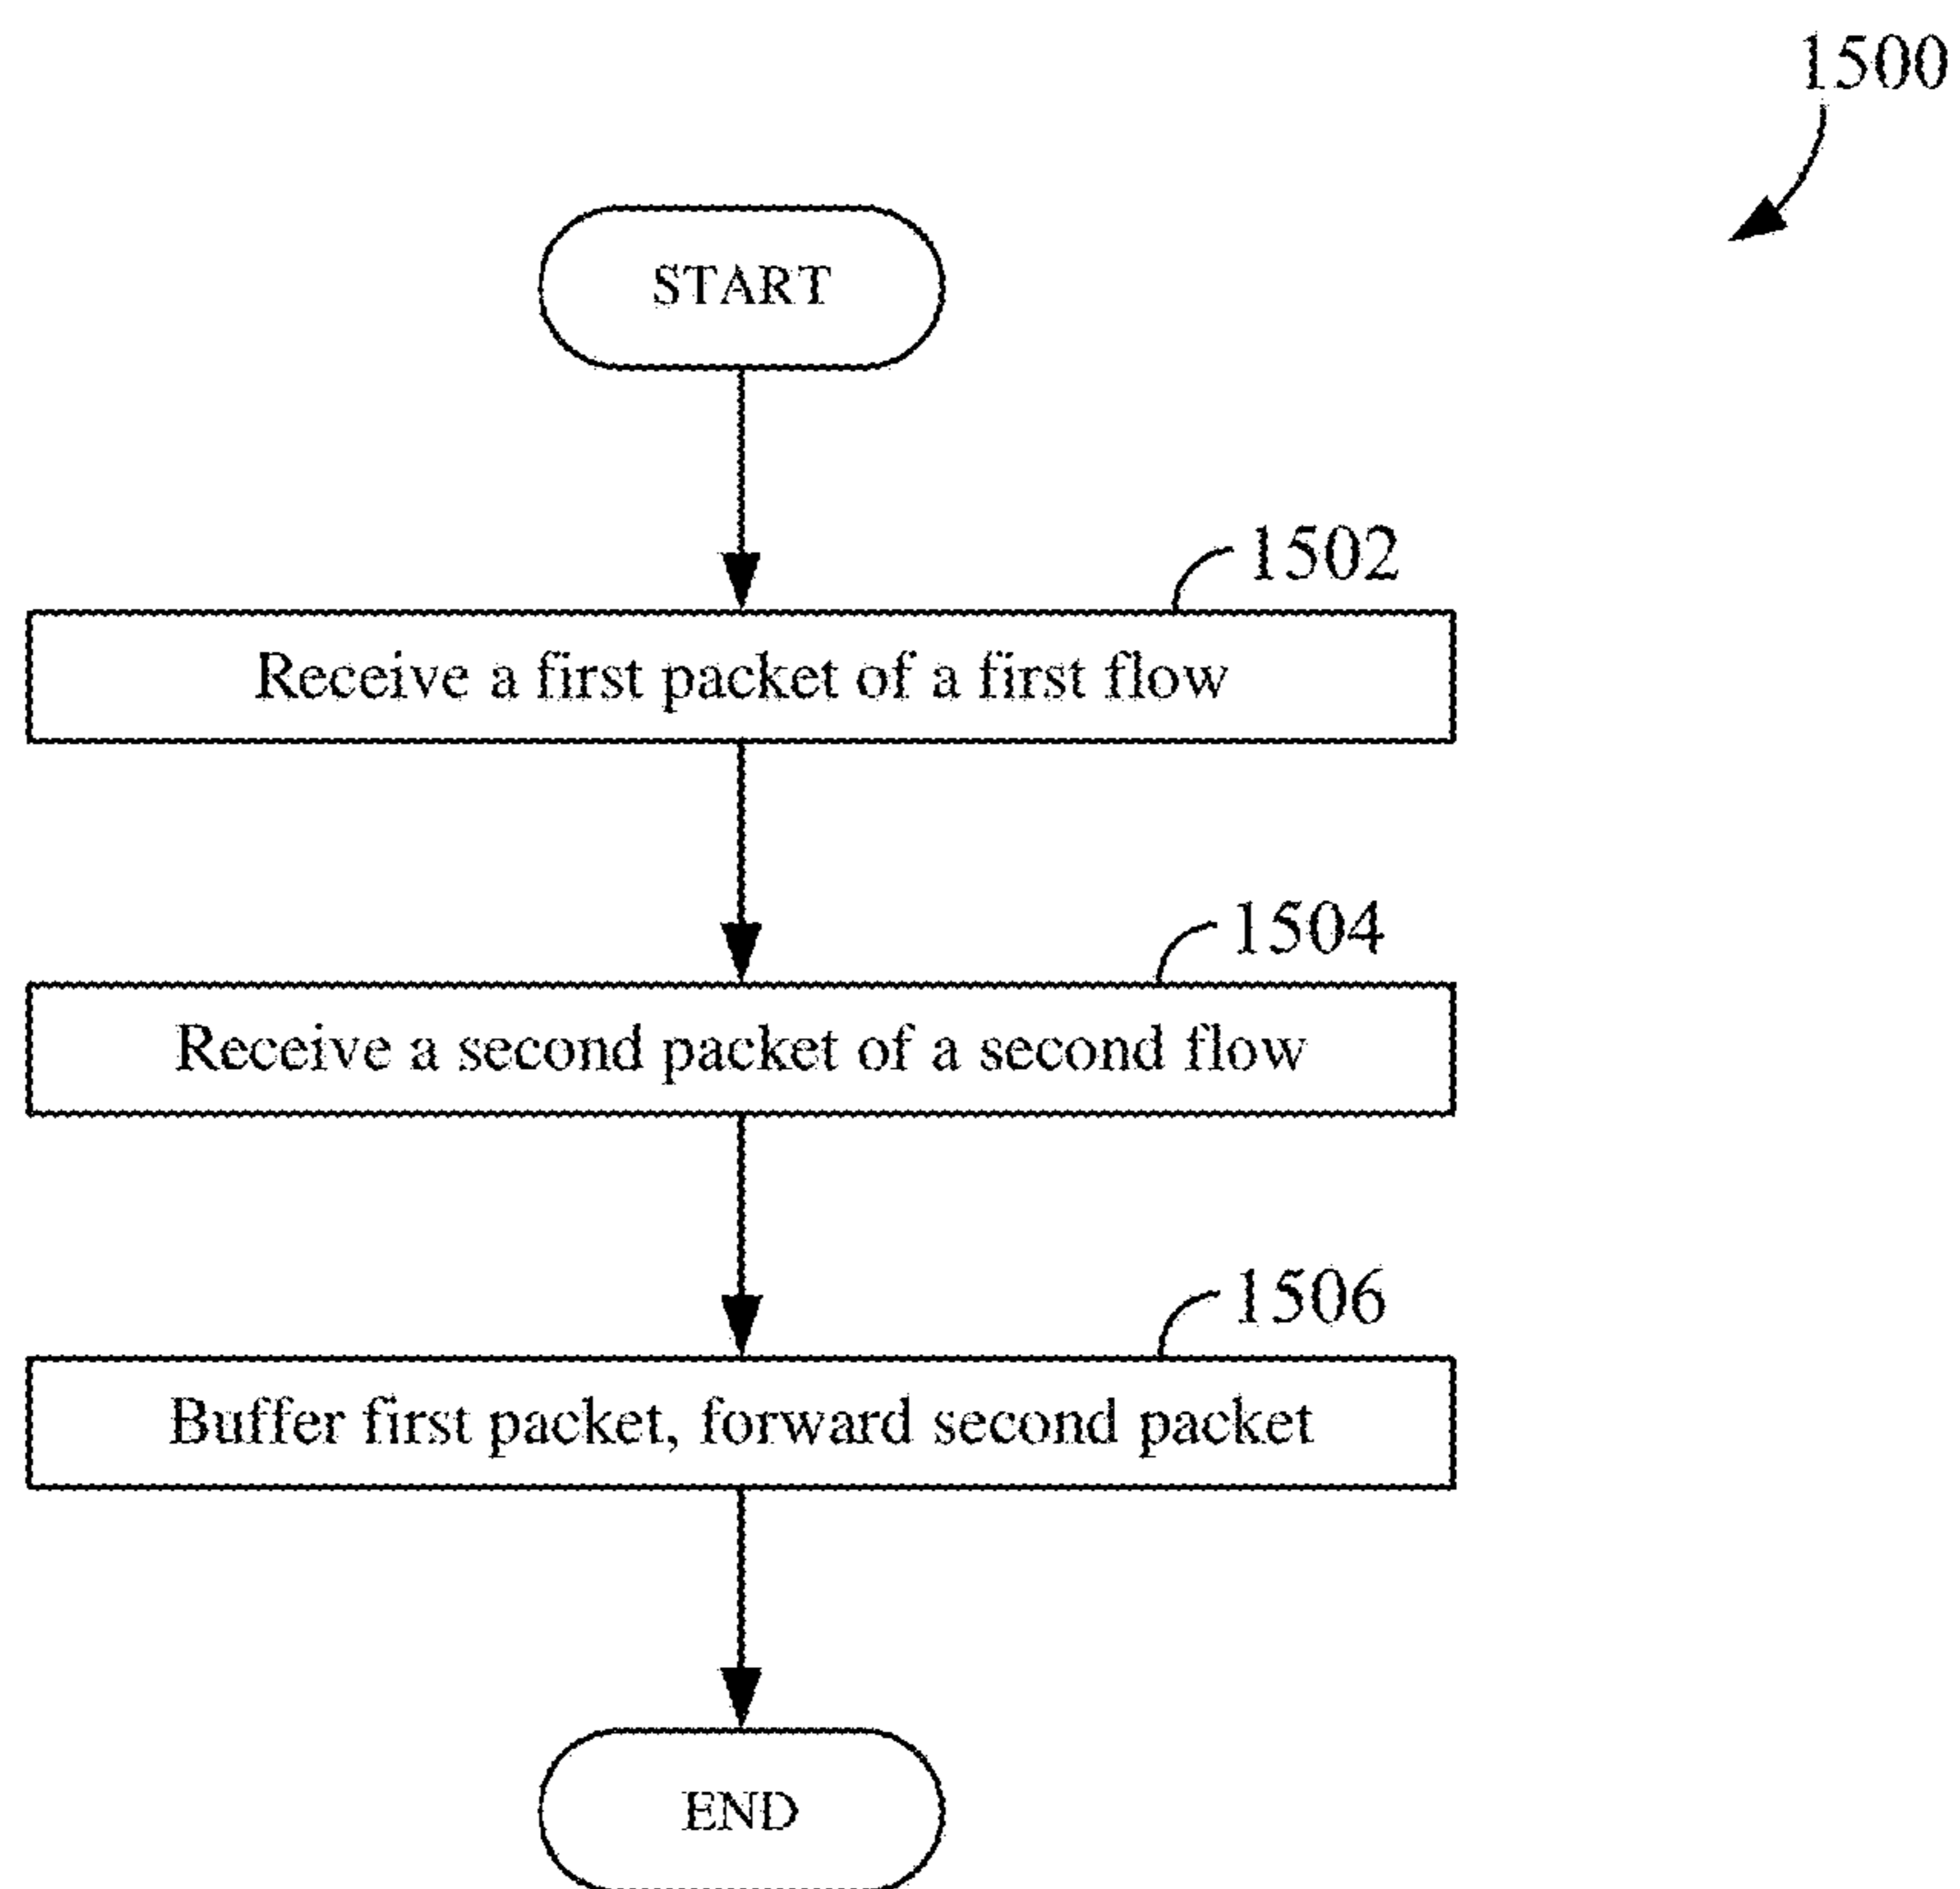 1500
START
1502
Receive a first packet of a first flow
1504
Receive a second packet of a second flow
1506
Buffer first packet, forward second packet
END